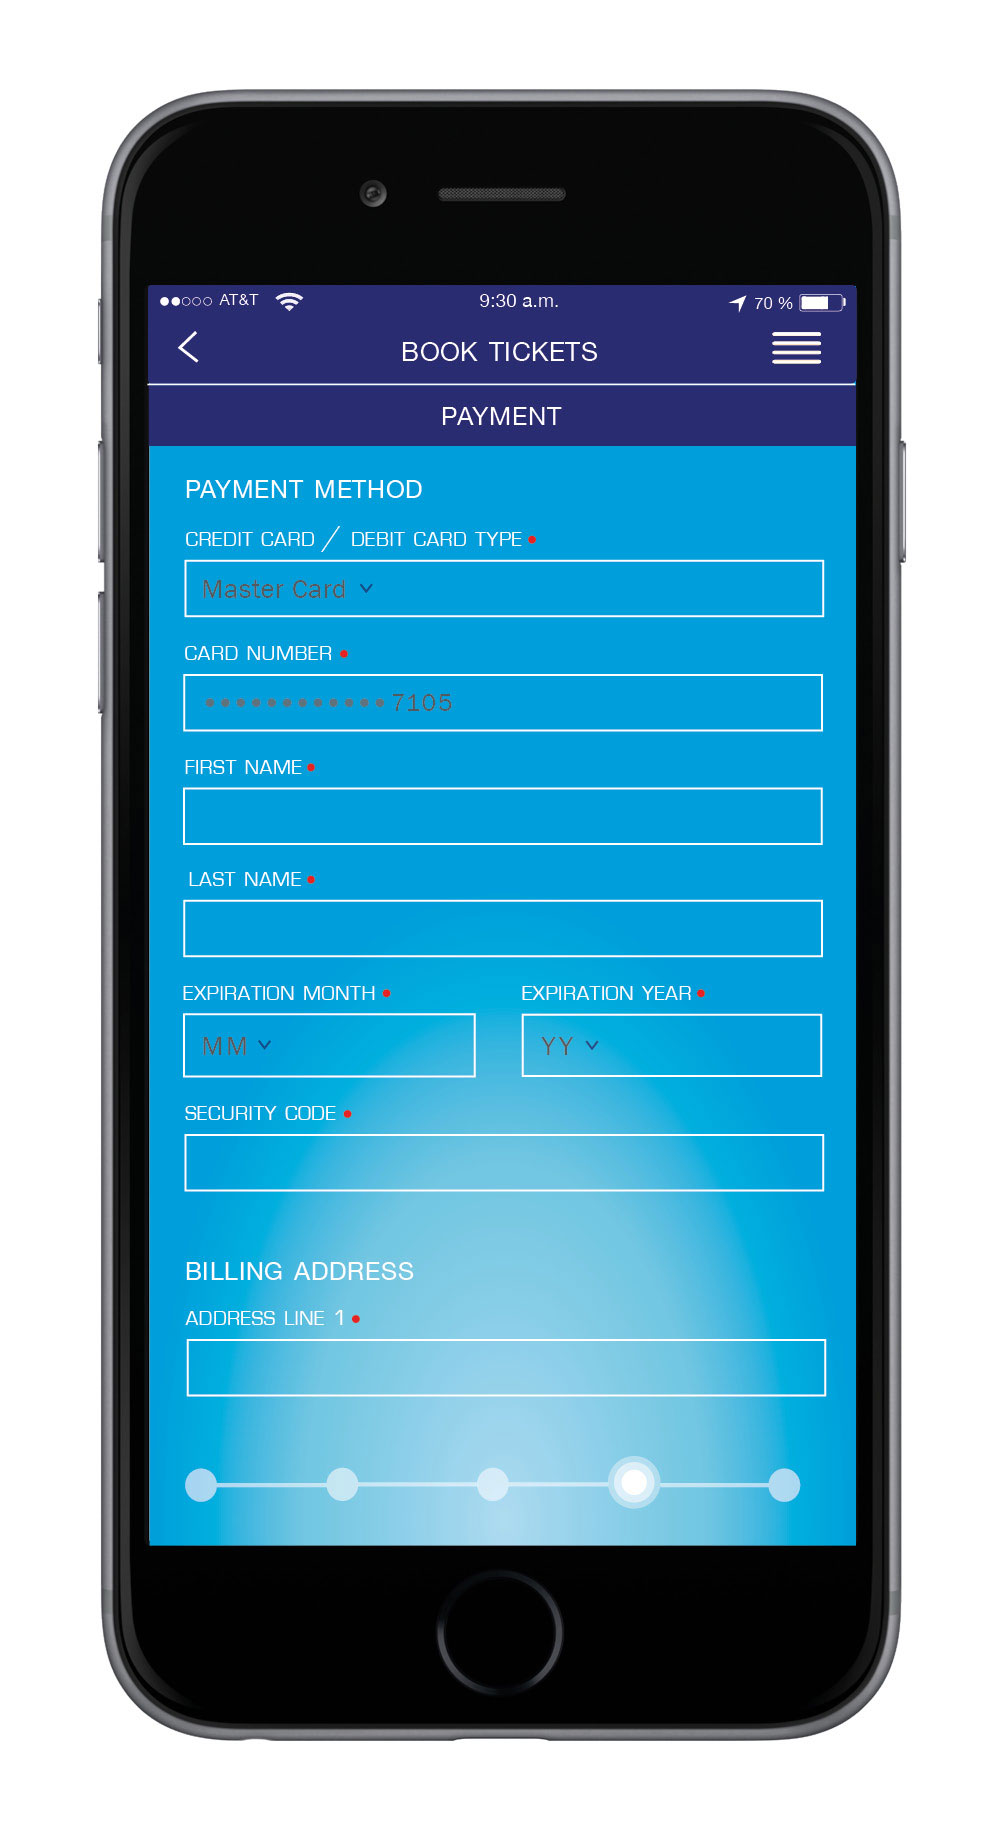 AT&T 9:30 a.m. 70 %
BOOK TICKETS
PAYMENT
PAYMENT METHOD
CREDIT CARD / DEBIT CARD TYPE
Master Card
CARD NUMBER
••••••••••••7105
FIRST NAME
LAST NAME
EXPIRATION MONTH EXPIRATION YEAR
MM YY
SECURITY CODE
BILLING ADDRESS
ADDRESS LINE 1